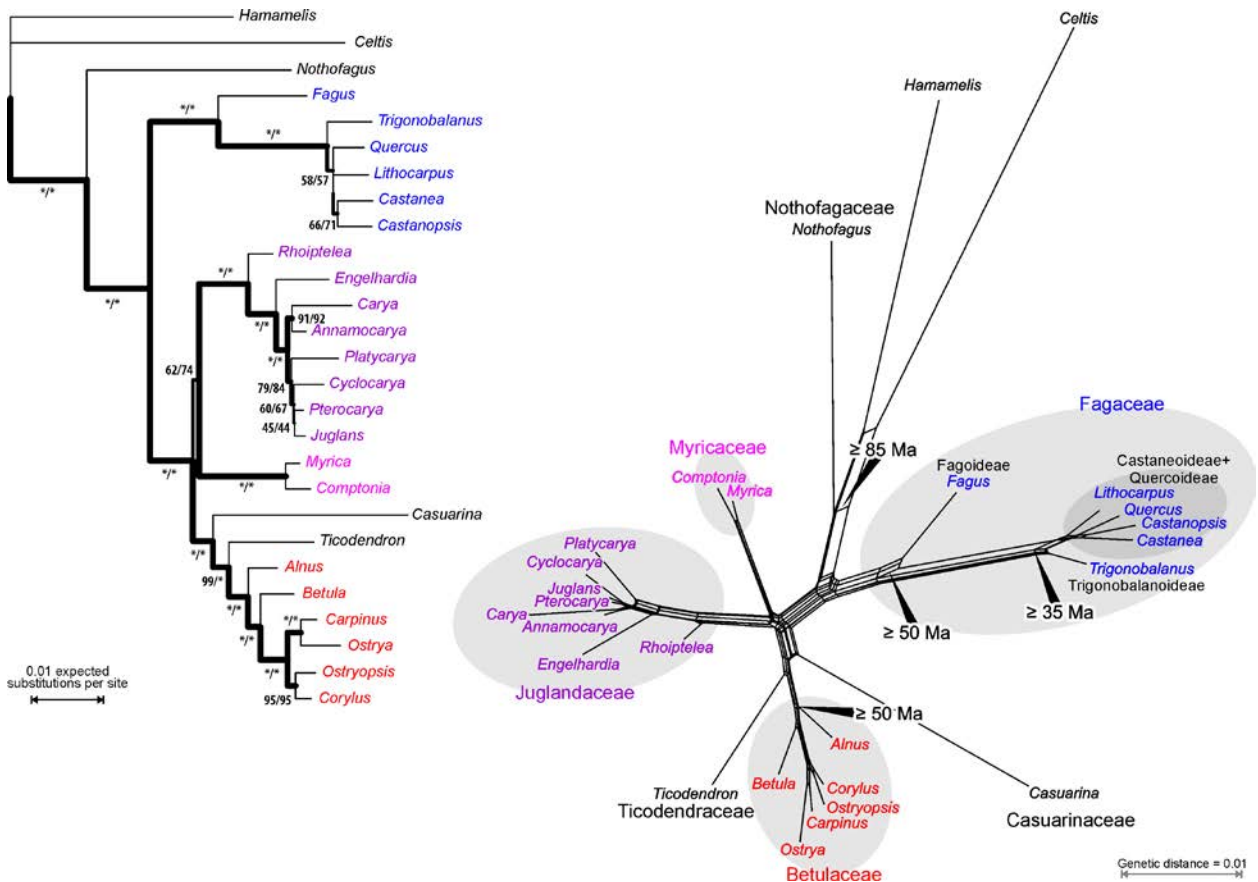 Hamamelis
Celtis
Nothofagus
Fagus
*/*
Trigonobalanus
*/*
Quercus
Lithocarpus
58/57
*/*
Castanea
66/71
Castanopsis
Rhoiptelea
*/*
Engelhardia
*/*
Carya
*/*
91/92
Annamocarya
*/*
Platycarya
62/74
79/84
Cyclocarya
60/67
Pterocarya
45/44
Juglans
Myrica
*/*
*/*
Comptonia
Casuarina
*/*
Ticodendron
99/*
Alnus
*/*
Betula
*/*
*/*
Carpinus
Ostrya
*/*
Ostryopsis
95/95
Corylus
0.01 expected
substitutions per site
Celtis
Hamamelis
Nothofagaceae
Nothofagus
≥ 85 Ma
Fagaceae
Fagoideae
Fagus
Castaneoideae+
Quercoideae
Lithocarpus
Quercus
Castanopsis
Castanea
Trigonobalanus
Trigonobalanoideae
≥ 35 Ma
≥ 50 Ma
Myricaceae
Comptonia
Myrica
Platycarya
Cyclocarya
Juglans
Pterocarya
Carya
Annamocarya
Rhoiptelea
Engelhardia
Juglandaceae
≥ 50 Ma
Alnus
Betula
Corylus
Ostryopsis
Carpinus
Ostrya
Betulaceae
Ticodendron
Ticodendraceae
Casuarina
Casuarinaceae
Genetic distance = 0.01